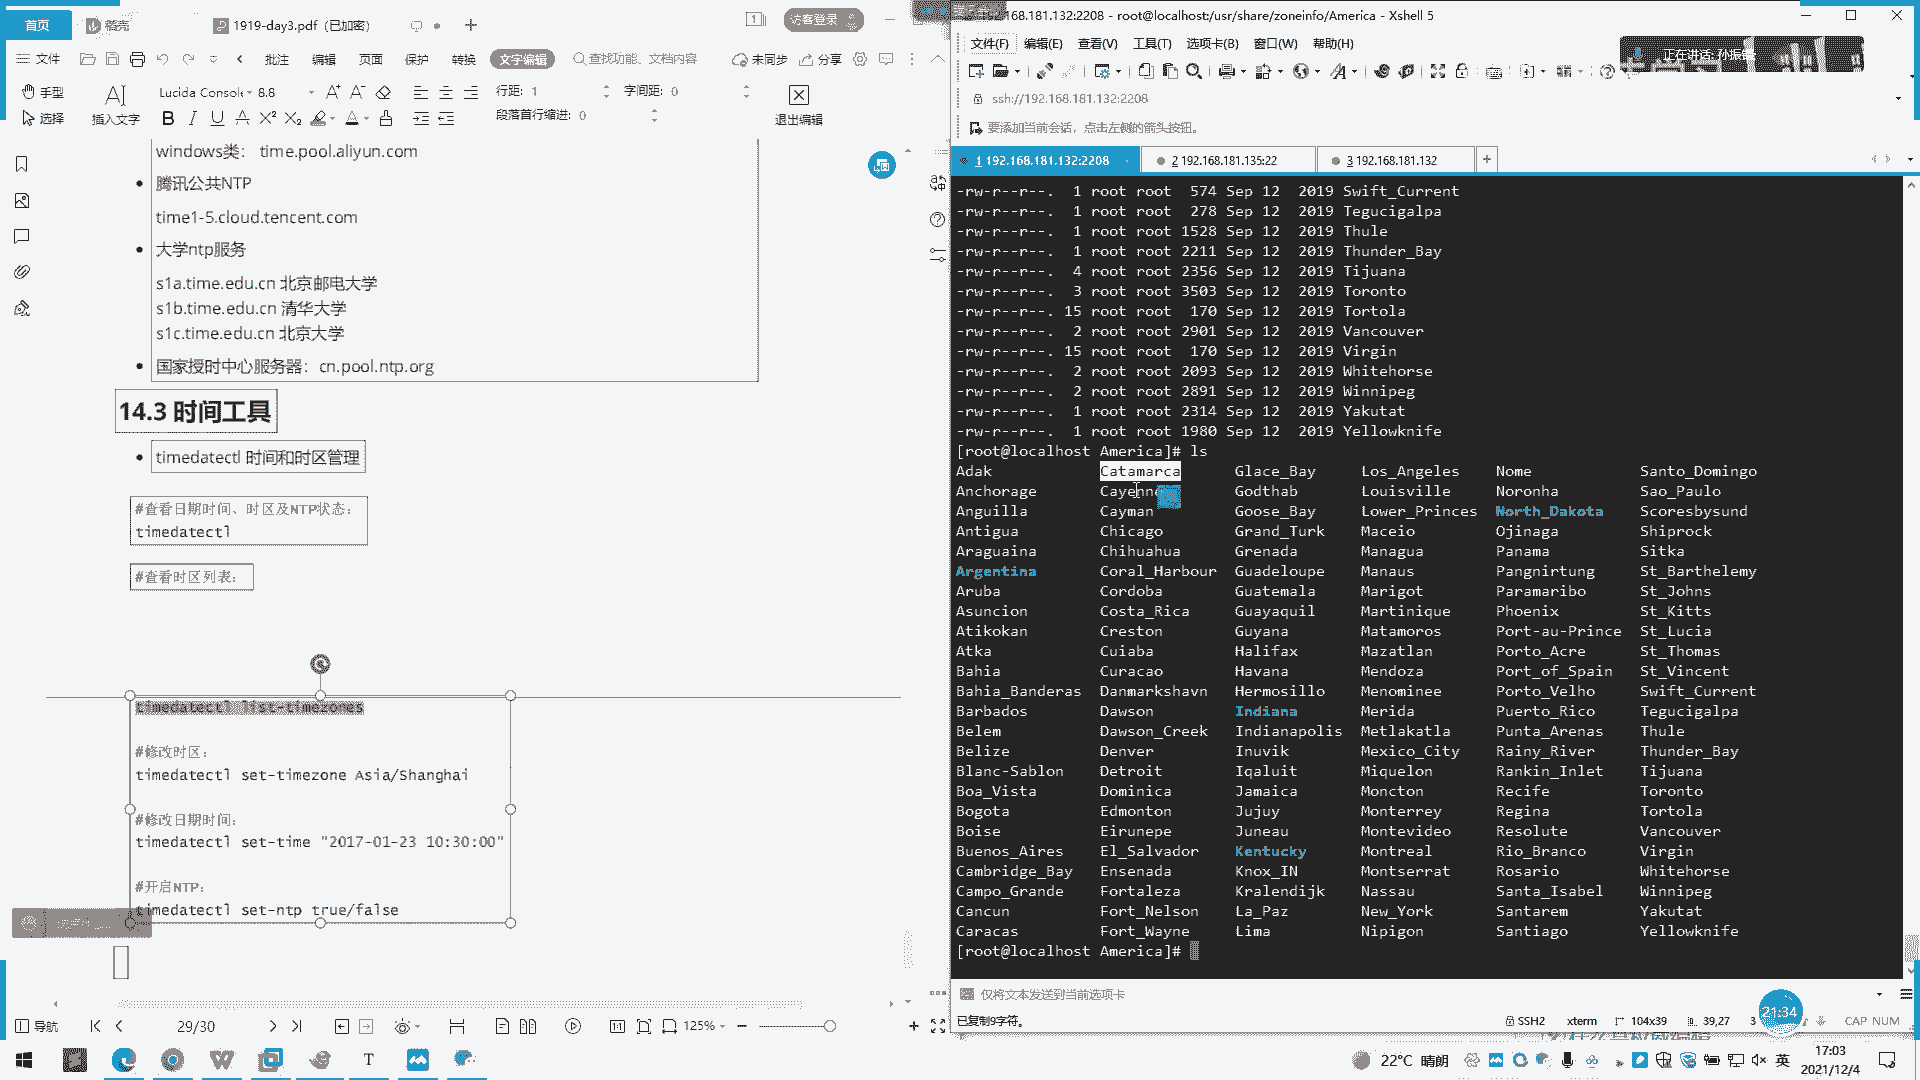 首页
稻壳
1919-day3.pdf（已加密）
访客登录
文件
批注
编辑
页面
保护
转换
文字编辑
查找功能、文档内容
未同步
分享
手型
选择
插入文字
Lucida Console
8.8
行距: 1
字间距: 0
段落首行缩进: 0
退出编辑
windows类： time.pool.aliyun.com
腾讯公共NTP
time1-5.cloud.tencent.com
大学ntp服务
s1a.time.edu.cn 北京邮电大学
s1b.time.edu.cn 清华大学
s1c.time.edu.cn 北京大学
国家授时中心服务器：cn.pool.ntp.org
14.3 时间工具
timedatectl 时间和时区管理
#查看日期时间、时区及NTP状态：
timedatectl
#查看时区列表：
timedatectl list-timezones
#修改时区：
timedatectl set-timezone Asia/Shanghai
#修改日期时间：
timedatectl set-time "2017-01-23 10:30:00"
#开启NTP：
timedatectl set-ntp true/false
导航
29/30
125%
192.168.181.132:2208 - root@localhost:/usr/share/zoneinfo/America - Xshell 5
文件(F) 编辑(E) 查看(V) 工具(T) 选项卡(B) 窗口(W) 帮助(H)
正在讲话:
ssh://192.168.181.132:2208
要添加当前会话，点击左侧的箭头按钮。
1 192.168.181.132:2208
2 192.168.181.135:22
3 192.168.181.132
-rw-r--r--. 1 root root 574 Sep 12 2019 Swift_Current
-rw-r--r--. 1 root root 278 Sep 12 2019 Tegucigalpa
-rw-r--r--. 1 root root 1528 Sep 12 2019 Thule
-rw-r--r--. 1 root root 2211 Sep 12 2019 Thunder_Bay
-rw-r--r--. 4 root root 2356 Sep 12 2019 Tijuana
-rw-r--r--. 3 root root 3503 Sep 12 2019 Toronto
-rw-r--r--. 15 root root 170 Sep 12 2019 Tortola
-rw-r--r--. 2 root root 2901 Sep 12 2019 Vancouver
-rw-r--r--. 15 root root 170 Sep 12 2019 Virgin
-rw-r--r--. 2 root root 2093 Sep 12 2019 Whitehorse
-rw-r--r--. 2 root root 2891 Sep 12 2019 Winnipeg
-rw-r--r--. 1 root root 2314 Sep 12 2019 Yakutat
-rw-r--r--. 1 root root 1980 Sep 12 2019 Yellowknife
[root@localhost America]# ls
Adak Catamarca Glace_Bay Los_Angeles Nome Santo_Domingo
Anchorage Cayenne Godthab Louisville Noronha Sao_Paulo
Anguilla Cayman Goose_Bay Lower_Princes North_Dakota Scoresbysund
Antigua Chicago Grand_Turk Maceio Ojinaga Shiprock
Araguaina Chihuahua Grenada Managua Panama Sitka
Argentina Coral_Harbour Guadeloupe Manaus Pangnirtung St_Barthelemy
Aruba Cordoba Guatemala Marigot Paramaribo St_Johns
Asuncion Costa_Rica Guayaquil Martinique Phoenix St_Kitts
Atikokan Creston Guyana Matamoros Port-au-Prince St_Lucia
Atka Cuiaba Halifax Mazatlan Porto_Acre St_Thomas
Bahia Curacao Havana Mendoza Port_of_Spain St_Vincent
Bahia_Banderas Danmarkshavn Hermosillo Menominee Porto_Velho Swift_Current
Barbados Dawson Indiana Merida Puerto_Rico Tegucigalpa
Belem Dawson_Creek Indianapolis Metlakatla Punta_Arenas Thule
Belize Denver Inuvik Mexico_City Rainy_River Thunder_Bay
Blanc-Sablon Detroit Iqaluit Miquelon Rankin_Inlet Tijuana
Boa_Vista Dominica Jamaica Moncton Recife Toronto
Bogota Edmonton Jujuy Monterrey Regina Tortola
Boise Eirunepe Juneau Montevideo Resolute Vancouver
Buenos_Aires El_Salvador Kentucky Montreal Rio_Branco Virgin
Cambridge_Bay Ensenada Knox_IN Montserrat Rosario Whitehorse
Campo_Grande Fortaleza Kralendijk Nassau Santa_Isabel Winnipeg
Cancun Fort_Nelson La_Paz New_York Santarem Yakutat
Caracas Fort_Wayne Lima Nipigon Santiago Yellowknife
[root@localhost America]#
仅将文本发送到当前选项卡
已复制9字符。
SSH2 xterm 104x39 39,27 3
21:34
CAP NUM
22°C 晴朗
英
17:03
2021/12/4